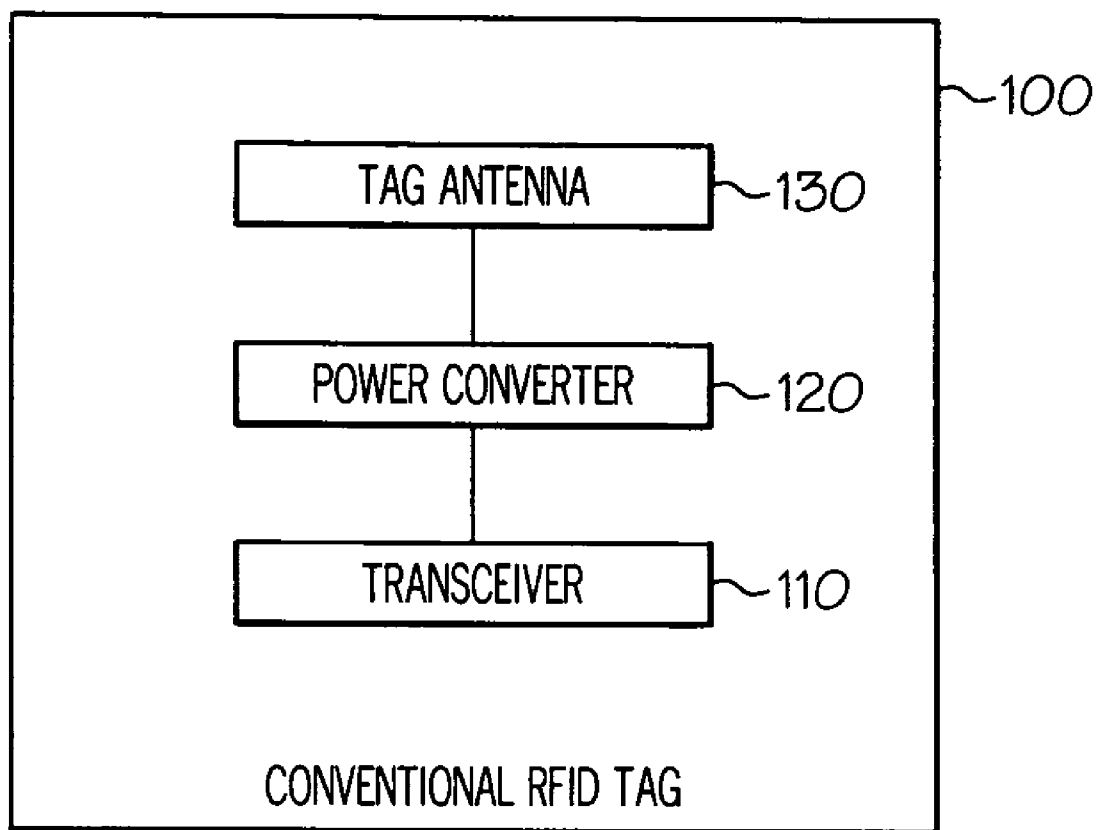 100
TAG ANTENNA
130
POWER CONVERTER
120
TRANSCEIVER
110
CONVENTIONAL RFID TAG